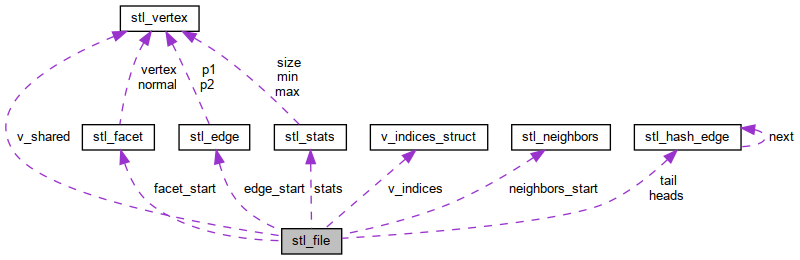 stl_vertex
vertex
normal
p1
p2
size
min
max
v_shared
stl_facet
stl_edge
stl_stats
v_indices_struct
stl_neighbors
stl_hash_edge
next
facet_start
edge_start
stats
v_indices
neighbors_start
tail
heads
stl_file